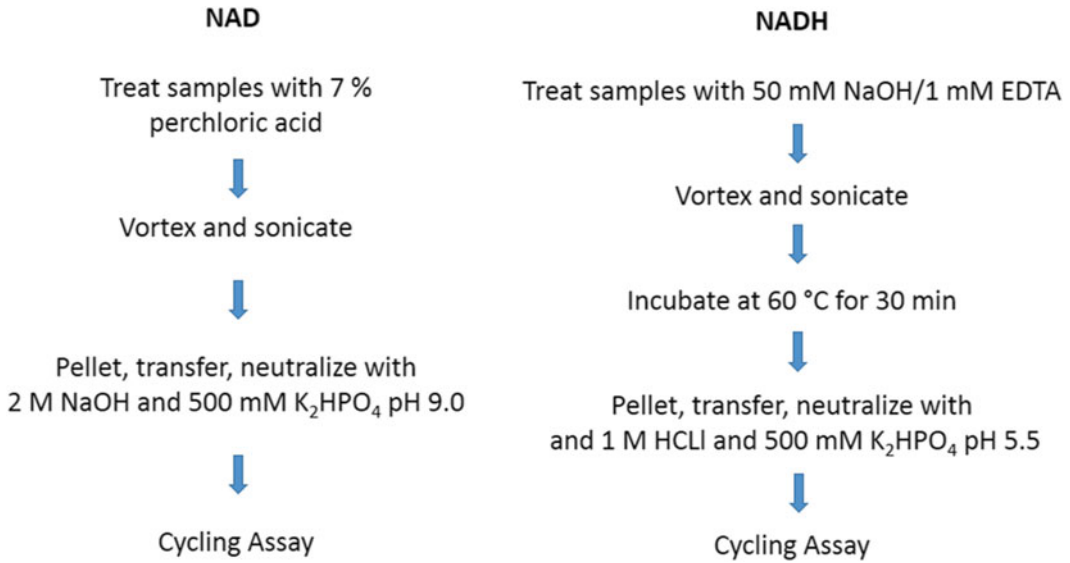 NAD
Treat samples with 7 %
perchloric acid
Vortex and sonicate
Pellet, transfer, neutralize with
2 M NaOH and 500 mM K₂HPO₄ pH 9.0
Cycling Assay
NADH
Treat samples with 50 mM NaOH/1 mM EDTA
Vortex and sonicate
Incubate at 60 °C for 30 min
Pellet, transfer, neutralize with
and 1 M HCLl and 500 mM K₂HPO₄ pH 5.5
Cycling Assay